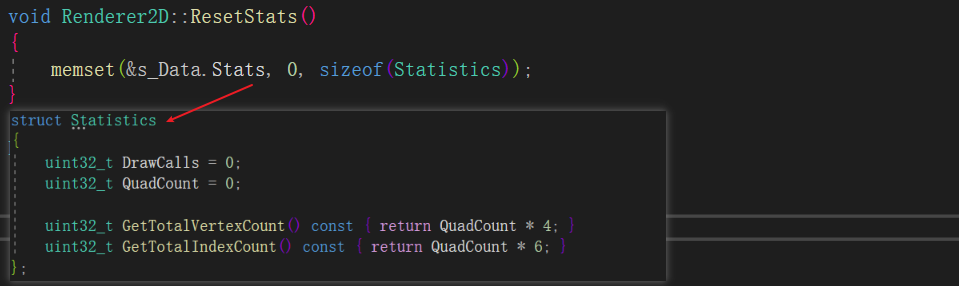 void Renderer2D::ResetStats()
{
    memset(&s_Data.Stats, 0, sizeof(Statistics));
}
struct Statistics
{
    uint32_t DrawCalls = 0;
    uint32_t QuadCount = 0;
    uint32_t GetTotalVertexCount() const { return QuadCount * 4; }
    uint32_t GetTotalIndexCount() const { return QuadCount * 6; }
};